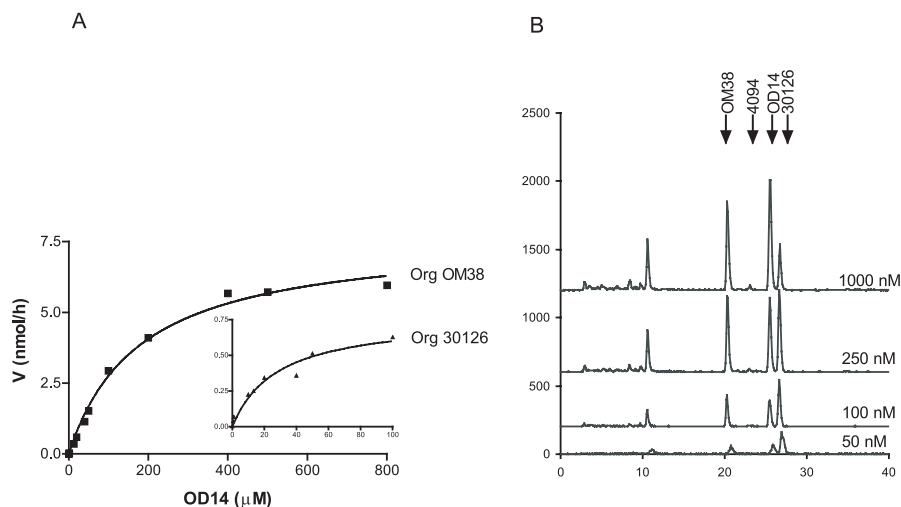 A
7.5
5.0
2.5
0.0
V (nmol/h)
0 200 400 600 800
OD14 (μM)
Org OM38
Org 30126
0.75
0.50
0.25
0.00
0 20 40 60 80 100
B
OM38
4094
OD14
30126
2500
2000
1500
1000
500
0
1000 nM
250 nM
100 nM
50 nM
0 10 20 30 40